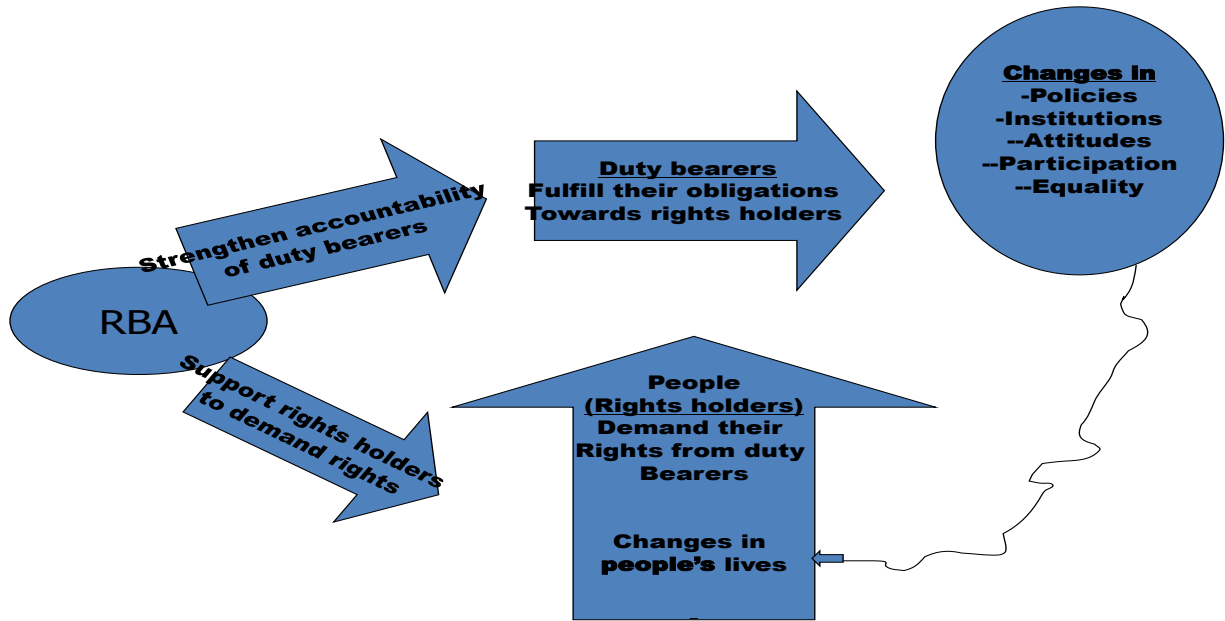 Changes in
-Policies
-Institutions
--Attitudes
--Participation
--Equality
Duty bearers
Fulfill their obligations
Towards rights holders
Strengthen accountability
of duty bearers
RBA
Support rights holders
to demand rights
People
(Rights holders)
Demand their
Rights from duty
Bearers
Changes in
people's lives